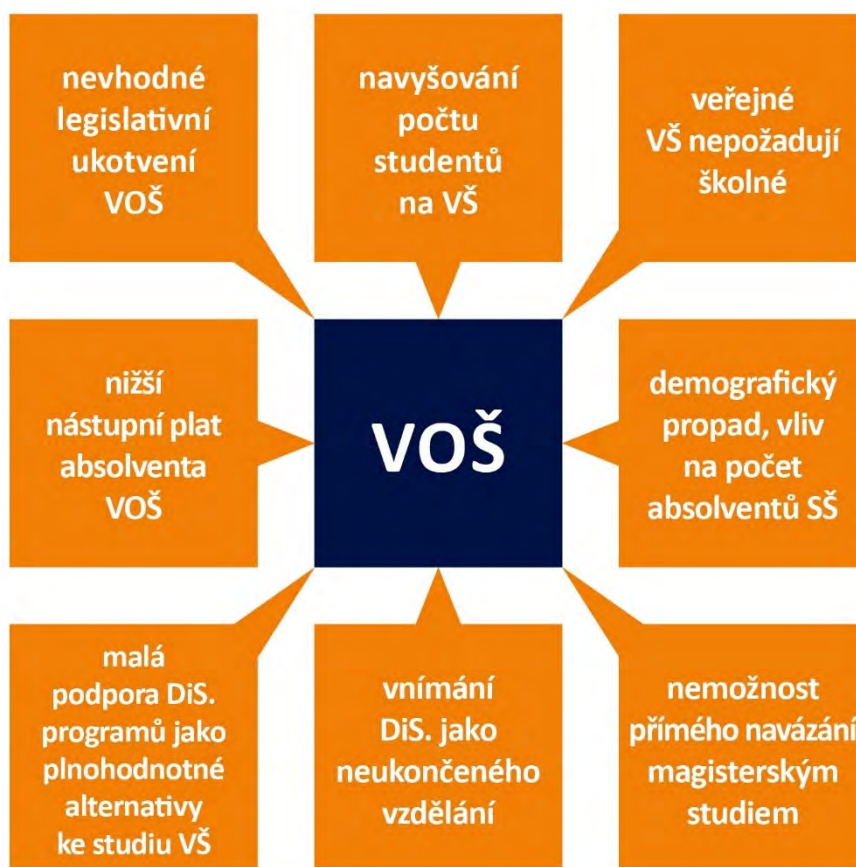 nevhodné
legislativní
ukotvení
VOŠ
navyšování
počtu
studentů
na VŠ
veřejné
VŠ nepožadují
školné
nižší
nástupní plat
absolventa
VOŠ
VOŠ
demografický
propad, vliv
na počet
absolventů SŠ
malá
podpora DiS.
programů jako
plnohodnotné
alternativy
ke studiu VŠ
vnímání
DiS. jako
neukončeného
vzdělání
nemožnost
přímého navázání
magisterským
studiem